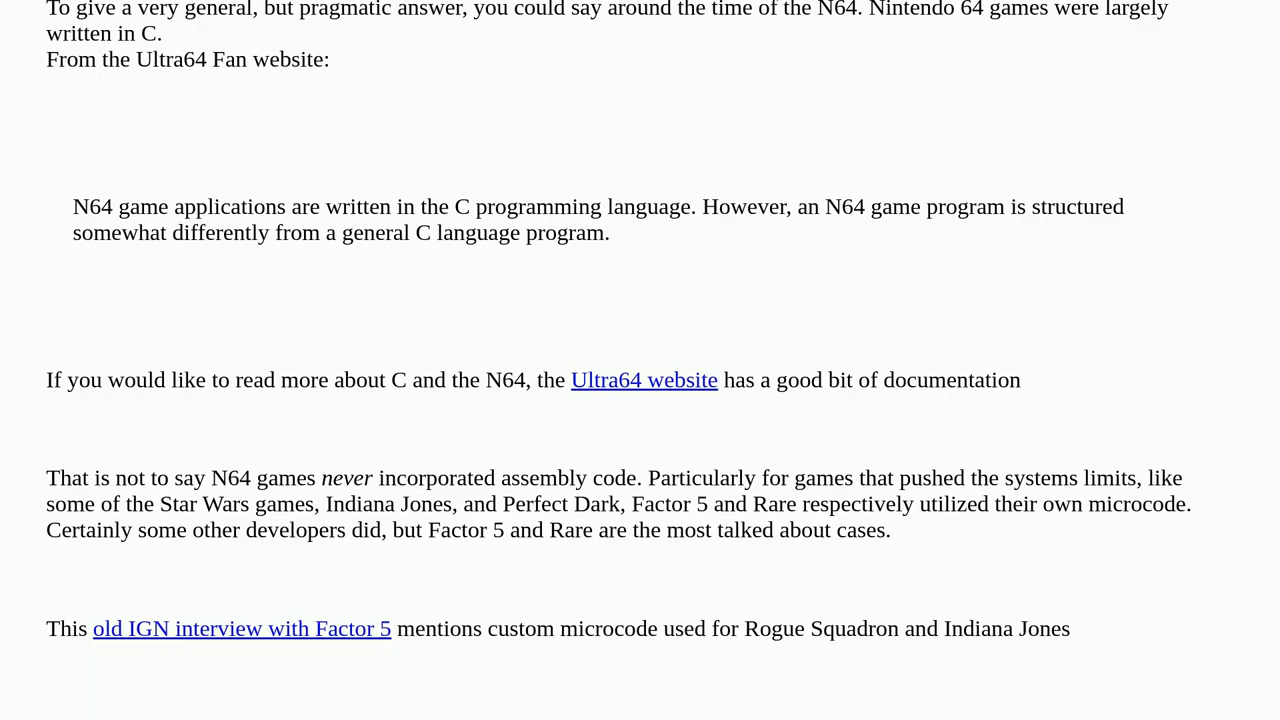 To give a very general, but pragmatic answer, you could say around the time of the N64. Nintendo 64 games were largely
written in C.
From the Ultra64 Fan website:
N64 game applications are written in the C programming language. However, an N64 game program is structured
somewhat differently from a general C language program.
If you would like to read more about C and the N64, the Ultra64 website has a good bit of documentation
That is not to say N64 games never incorporated assembly code. Particularly for games that pushed the systems limits, like
some of the Star Wars games, Indiana Jones, and Perfect Dark, Factor 5 and Rare respectively utilized their own microcode.
Certainly some other developers did, but Factor 5 and Rare are the most talked about cases.
This old IGN interview with Factor 5 mentions custom microcode used for Rogue Squadron and Indiana Jones